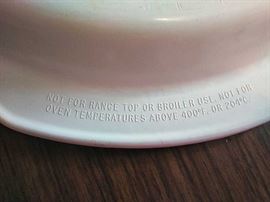 NOT FOR RANGE TOP OR BROILER USE. NOT FOR
OVEN TEMPERATURES ABOVE 400°F. OR 204°C.